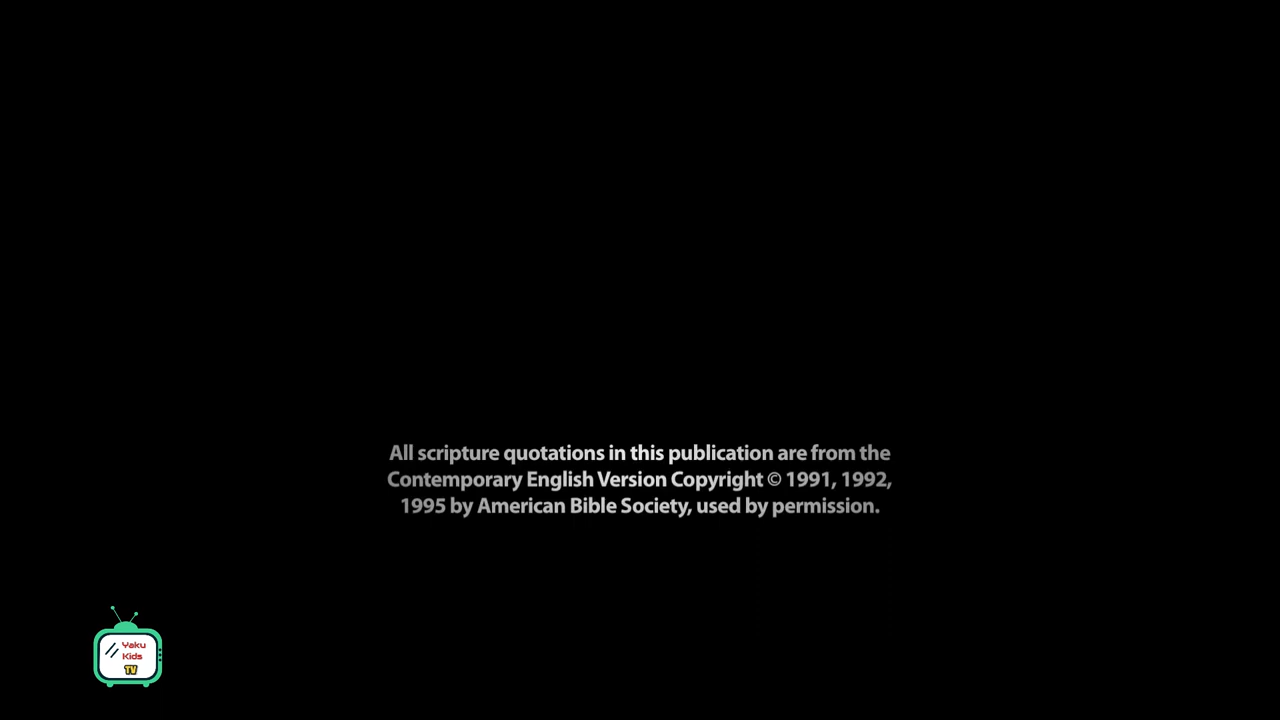 All scripture quotations in this publication are from the
Contemporary English Version Copyright © 1991, 1992,
1995 by American Bible Society, used by permission.
Yaku
Kids
TV